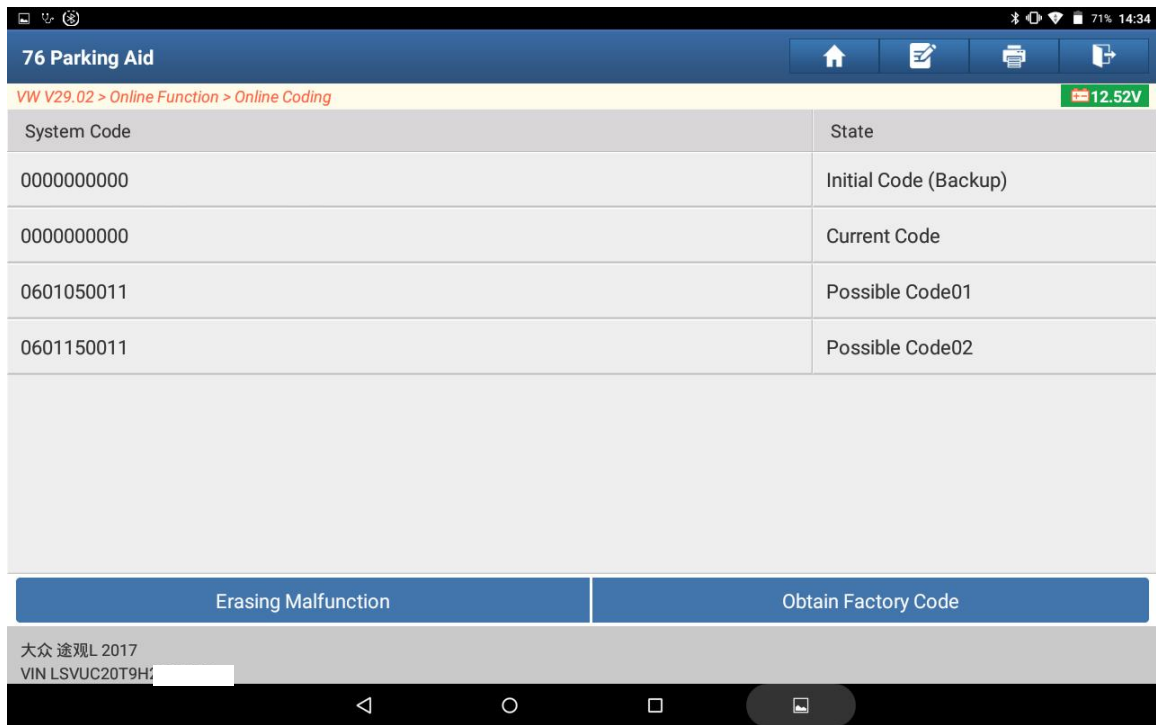 71% 14:34
76 Parking Aid
VW V29.02 > Online Function > Online Coding
12.52V
System Code State
0000000000 Initial Code (Backup)
0000000000 Current Code
0601050011 Possible Code01
0601150011 Possible Code02
Erasing Malfunction Obtain Factory Code
大众 途观L 2017
VIN LSVUC20T9H